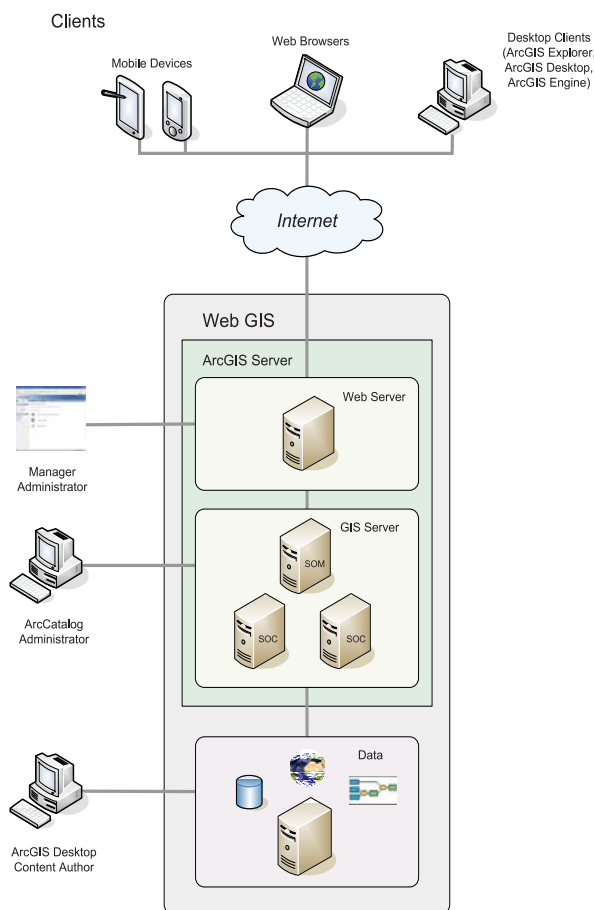 Clients
Mobile Devices
Web Browsers
Desktop Clients
(ArcGIS Explorer,
ArcGIS Desktop,
ArcGIS Engine)
Internet
Web GIS
ArcGIS Server
Web Server
Manager
Administrator
GIS Server
SOM
SOC
SOC
ArcCatalog
Administrator
Data
ArcGIS Desktop
Content Author